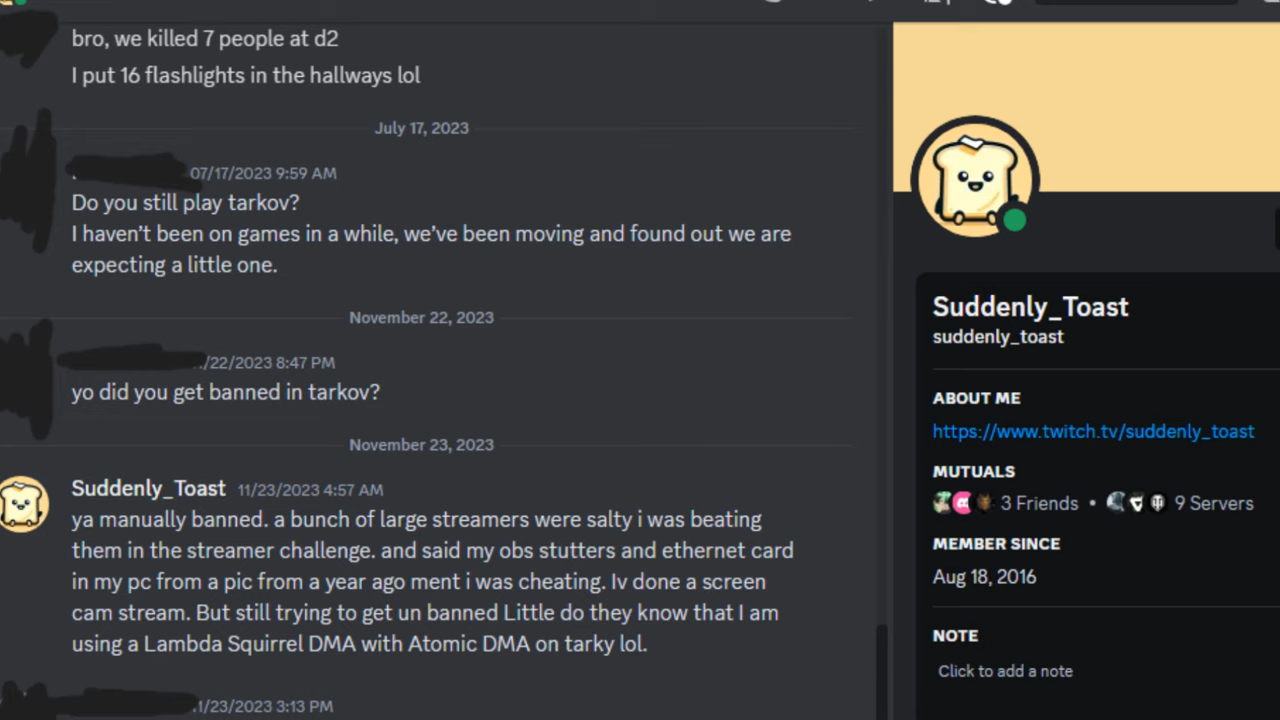 bro, we killed 7 people at d2
I put 16 flashlights in the hallways lol
July 17, 2023
07/17/2023 9:59 AM
Do you still play tarkov?
I haven't been on games in a while, we've been moving and found out we are
expecting a little one.
November 22, 2023
/22/2023 8:47 PM
yo did you get banned in tarkov?
November 23, 2023
Suddenly_Toast 11/23/2023 4:57 AM
ya manually banned. a bunch of large streamers were salty i was beating
them in the streamer challenge. and said my obs stutters and ethernet card
in my pc from a pic from a year ago ment i was cheating. Iv done a screen
cam stream. But still trying to get un banned Little do they know that I am
using a Lambda Squirrel DMA with Atomic DMA on tarky lol.
1/23/2023 3:13 PM
Suddenly_Toast
suddenly_toast
ABOUT ME
https://www.twitch.tv/suddenly_toast
MUTUALS
3 Friends • 9 Servers
MEMBER SINCE
Aug 18, 2016
NOTE
Click to add a note